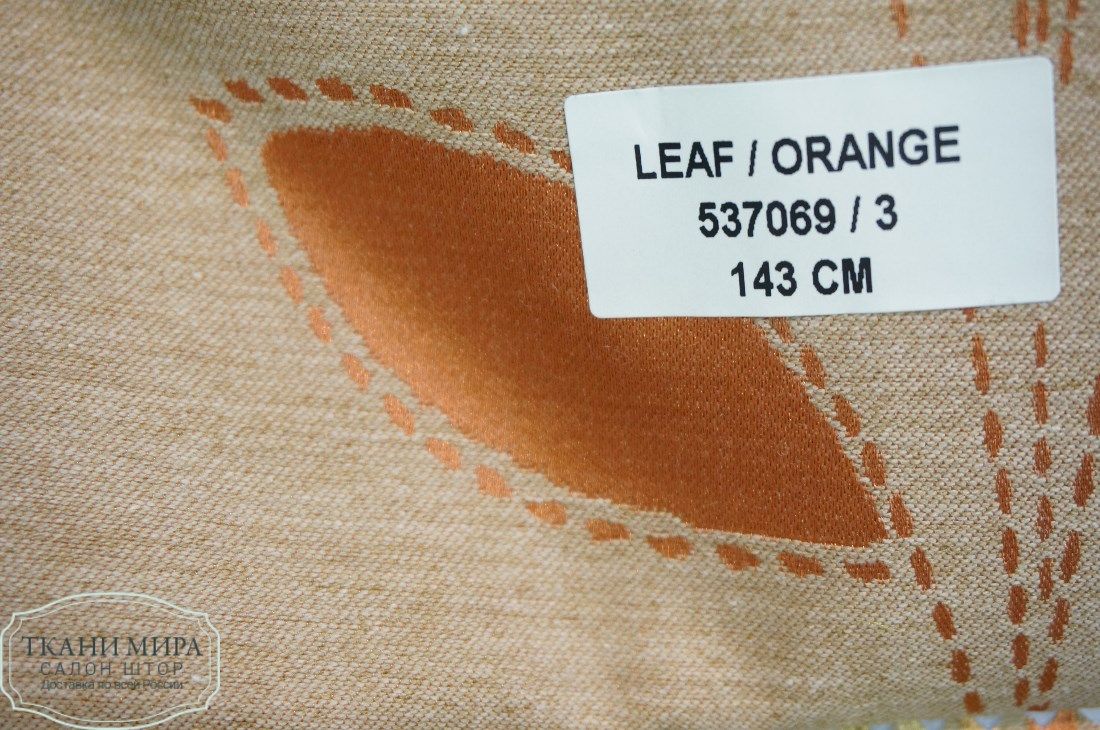 LEAF / ORANGE
537069 / 3
143 CM
ТКАНИ МИРА
САЛОН ШТОР
Доставка по всей России